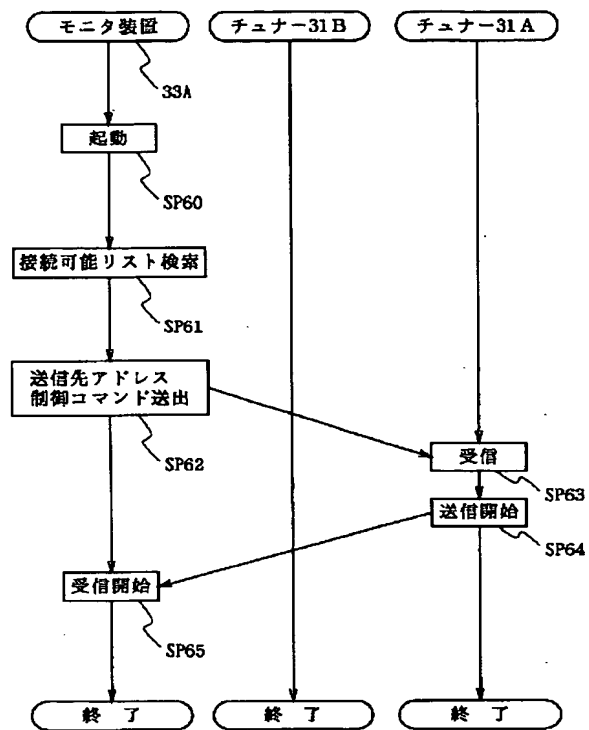 モニタ装置
チュナー31B
チュナー31A
33A
起動
SP60
接続可能リスト検索
SP61
送信先アドレス
制御コマンド送出
SP62
受信
SP63
送信開始
SP64
受信開始
SP65
終了
終了
終了